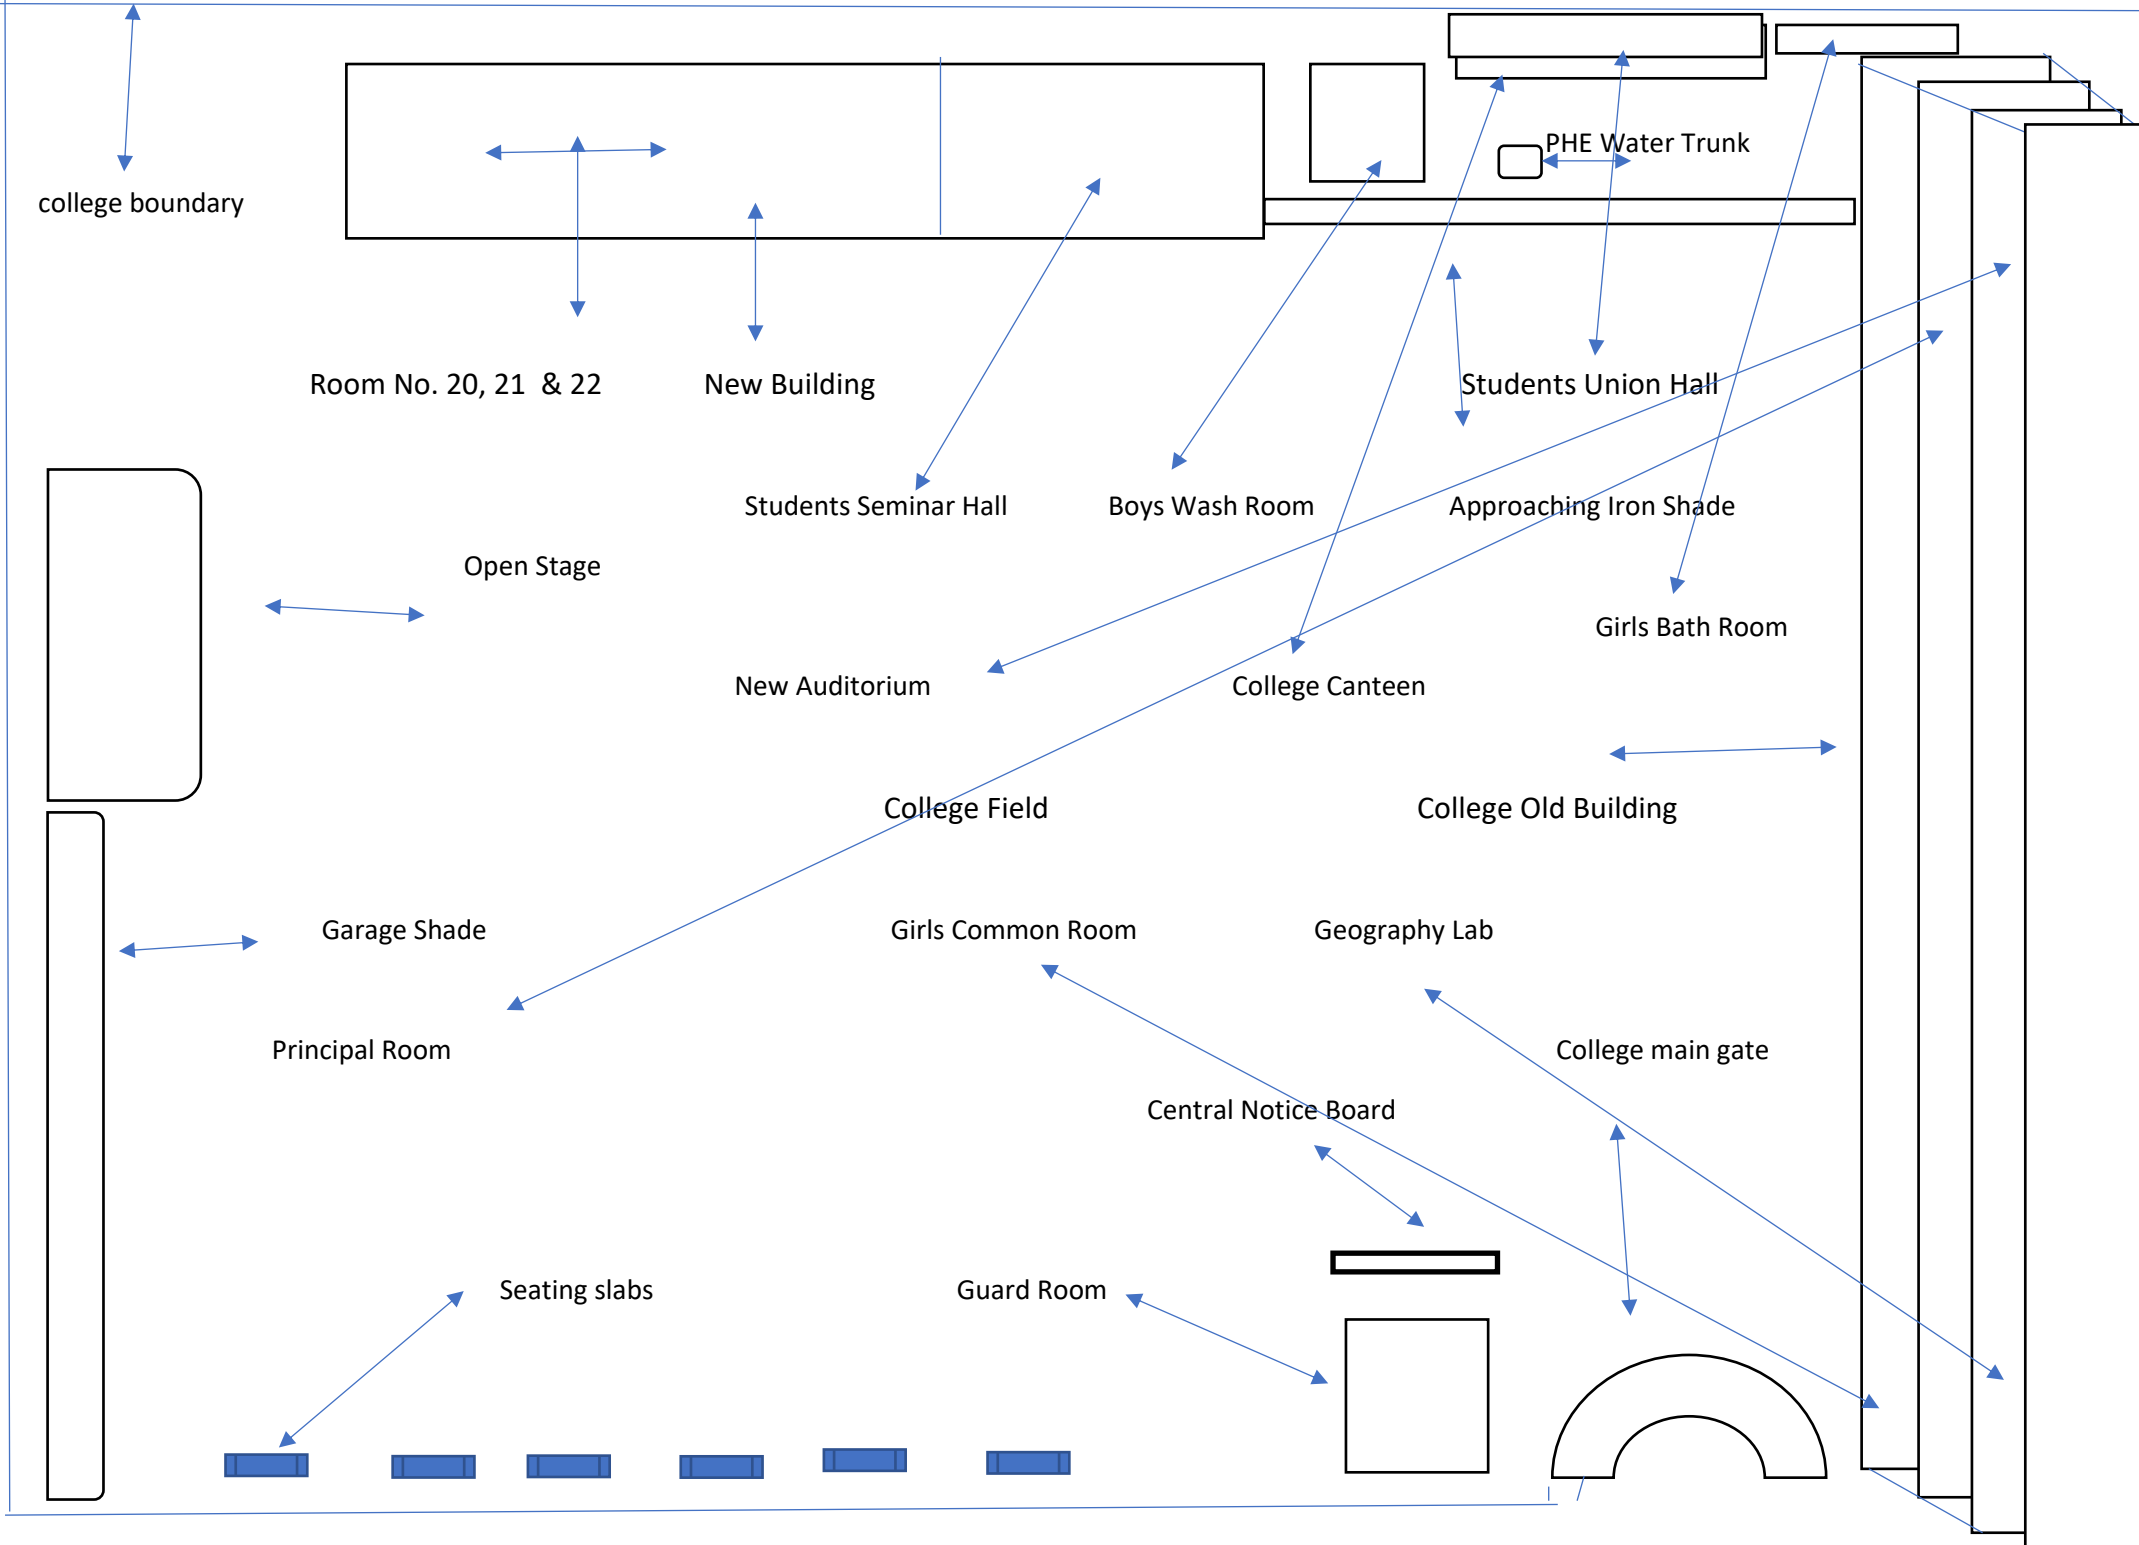 PHE Water Trunk
college boundary
Room No. 20, 21 & 22
New Building
Students Union Hall
Students Seminar Hall
Boys Wash Room
Approaching Iron Shade
Open Stage
Girls Bath Room
New Auditorium
College Canteen
College Field
College Old Building
Garage Shade
Girls Common Room
Geography Lab
Principal Room
College main gate
Central Notice Board
Seating slabs
Guard Room